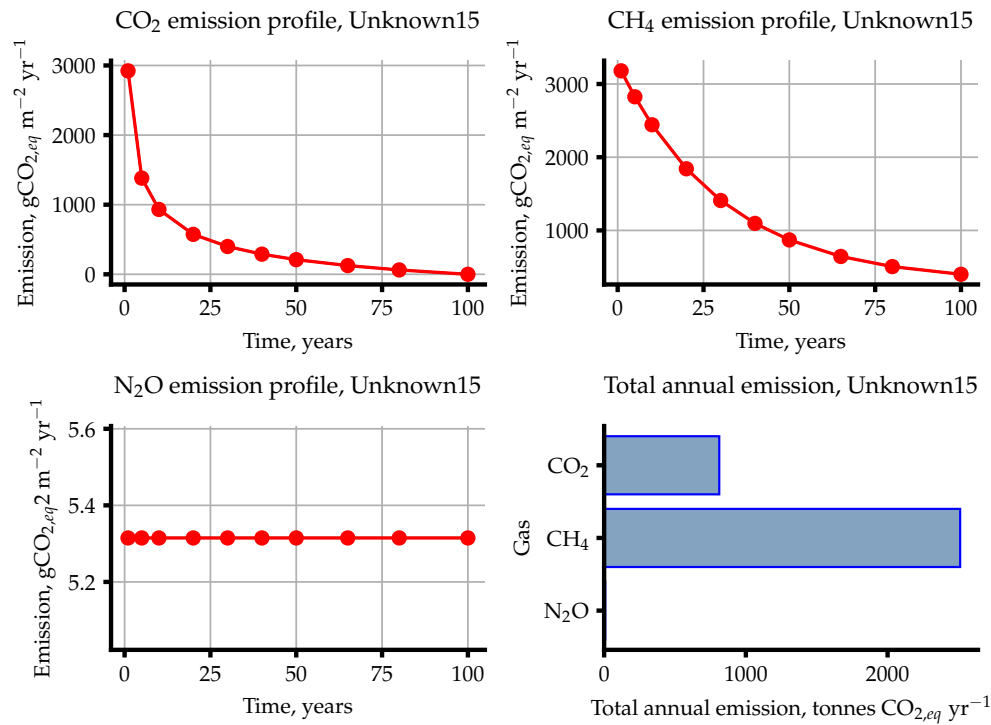 CO₂ emission profile, Unknown15
Emission, gCO₂,eq m⁻² yr⁻¹
3000
2000
1000
0
0 25 50 75 100
Time, years
CH₄ emission profile, Unknown15
Emission, gCO₂,eq m⁻² yr⁻¹
3000
2000
1000
0 25 50 75 100
Time, years
N₂O emission profile, Unknown15
Emission, gCO₂,eq2 m⁻² yr⁻¹
5.6
5.4
5.2
0 25 50 75 100
Time, years
Total annual emission, Unknown15
Gas
CO₂
CH₄
N₂O
0 1000 2000
Total annual emission, tonnes CO₂,eq yr⁻¹